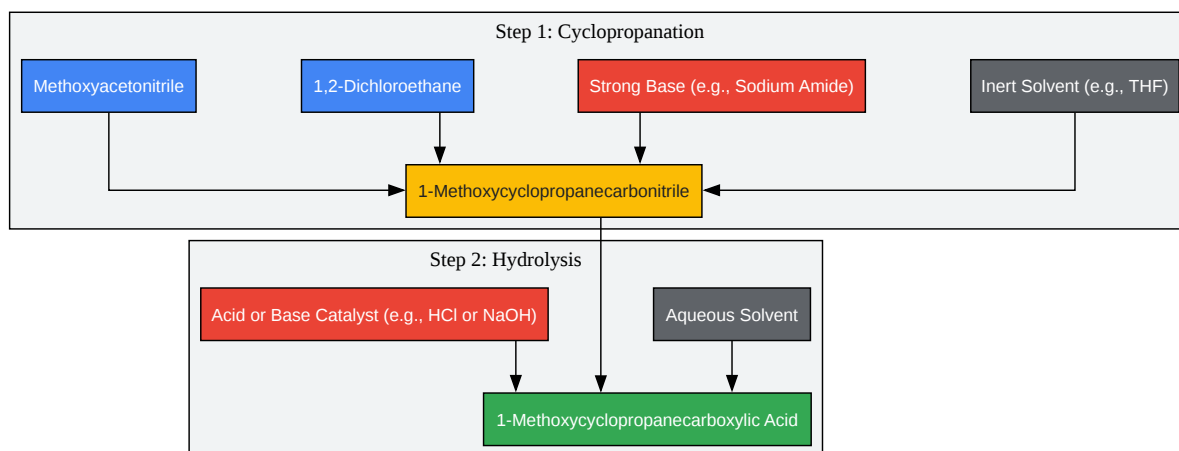 Step 1: Cyclopropanation
Methoxyacetonitrile
1,2-Dichloroethane
Strong Base (e.g., Sodium Amide)
Inert Solvent (e.g., THF)
1-Methoxycyclopropanecarbonitrile
Step 2: Hydrolysis
Acid or Base Catalyst (e.g., HCl or NaOH)
Aqueous Solvent
1-Methoxycyclopropanecarboxylic Acid